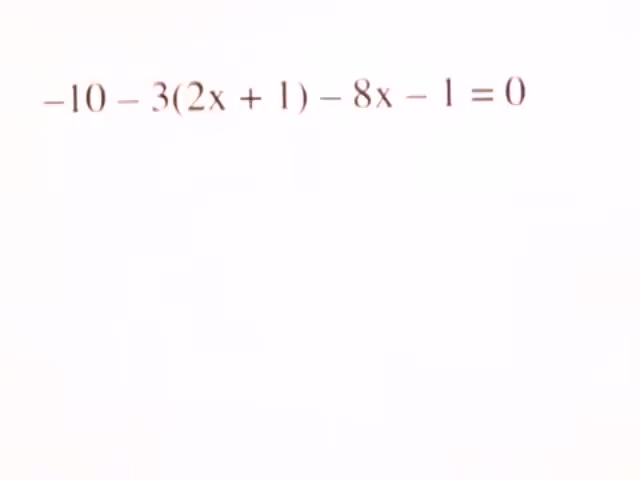 –10 – 3(2x + 1) – 8x – 1 = 0